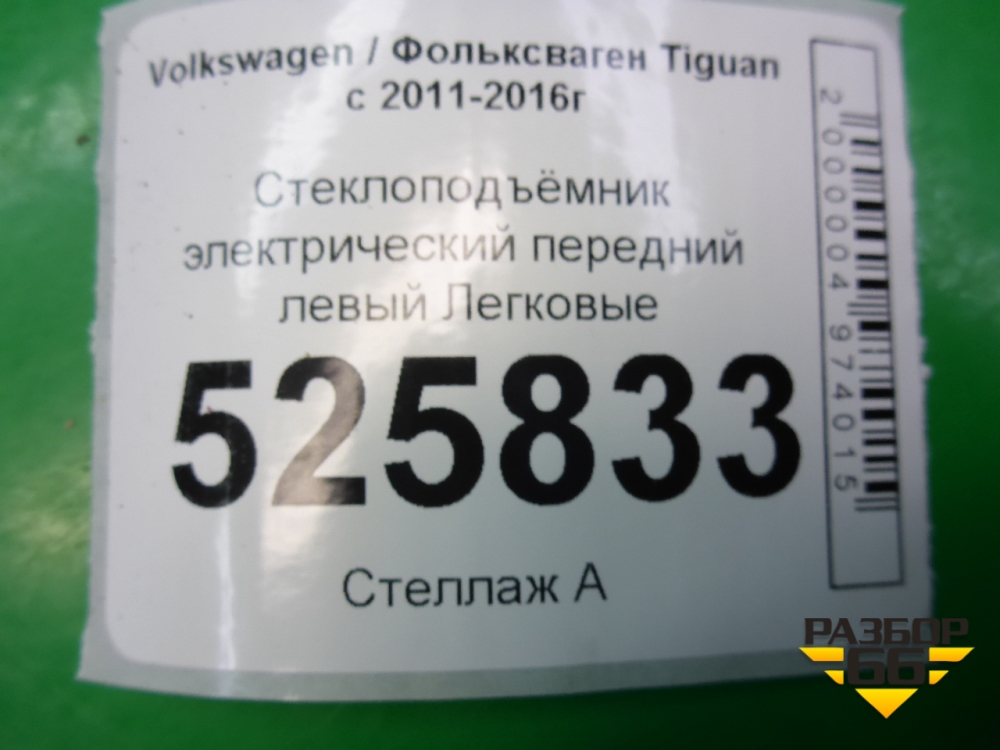 Volkswagen / Фольксваген Tiguan
с 2011-2016г
Стеклоподъёмник
электрический передний
левый Легковые
525833
Стеллаж А
2000004974015
РАЗБОР
66